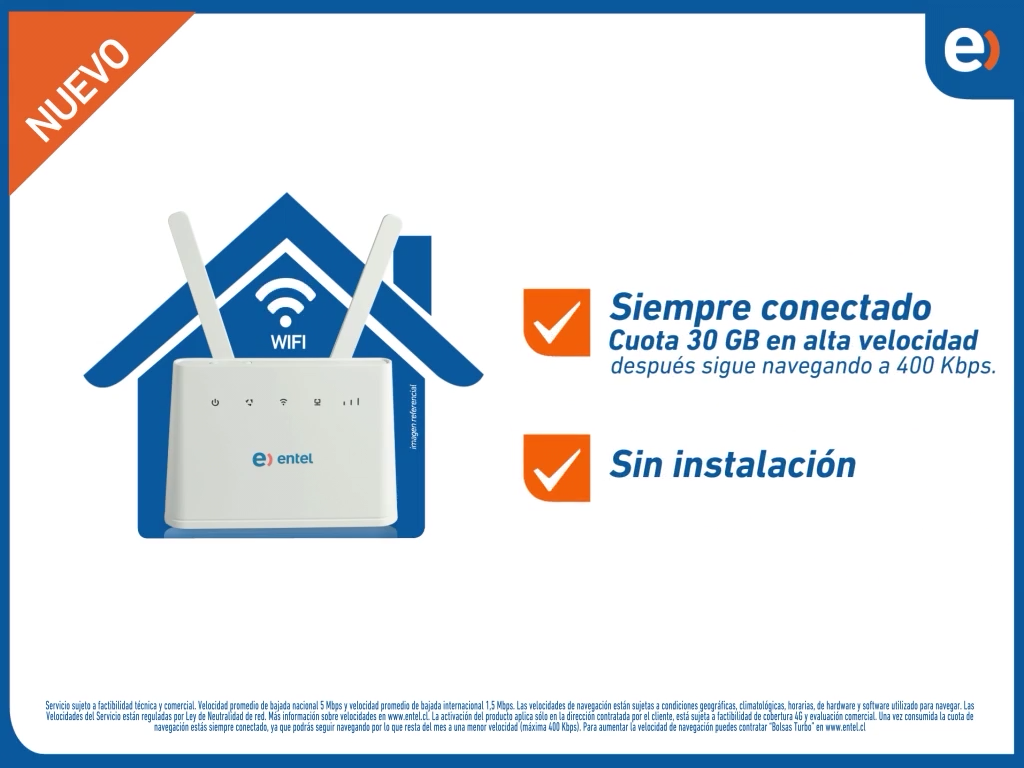 NUEVO
e)
WIFI
imagen referencial
e) entel
Siempre conectado
Cuota 30 GB en alta velocidad
después sigue navegando a 400 Kbps.
Sin instalación
Servicio sujeto a factibilidad técnica y comercial. Velocidad promedio de bajada nacional 5 Mbps y velocidad promedio de bajada internacional 1,5 Mbps. Las velocidades de navegación están sujetas a condiciones geográficas, climatológicas, horarias, de hardware y software utilizado para navegar. Las
Velocidades del Servicio están reguladas por Ley de Neutralidad de red. Más información sobre velocidades en www.entel.cl. La activación del producto aplica sólo en la dirección contratada por el cliente, está sujeta a factibilidad de cobertura 4G y evaluación comercial. Una vez consumida la cuota de
navegación estás siempre conectado, ya que podrás seguir navegando por lo que resta del mes a una menor velocidad (máxima 400 Kbps). Para aumentar la velocidad de navegación puedes contratar "Bolsas Turbo" en www.entel.cl